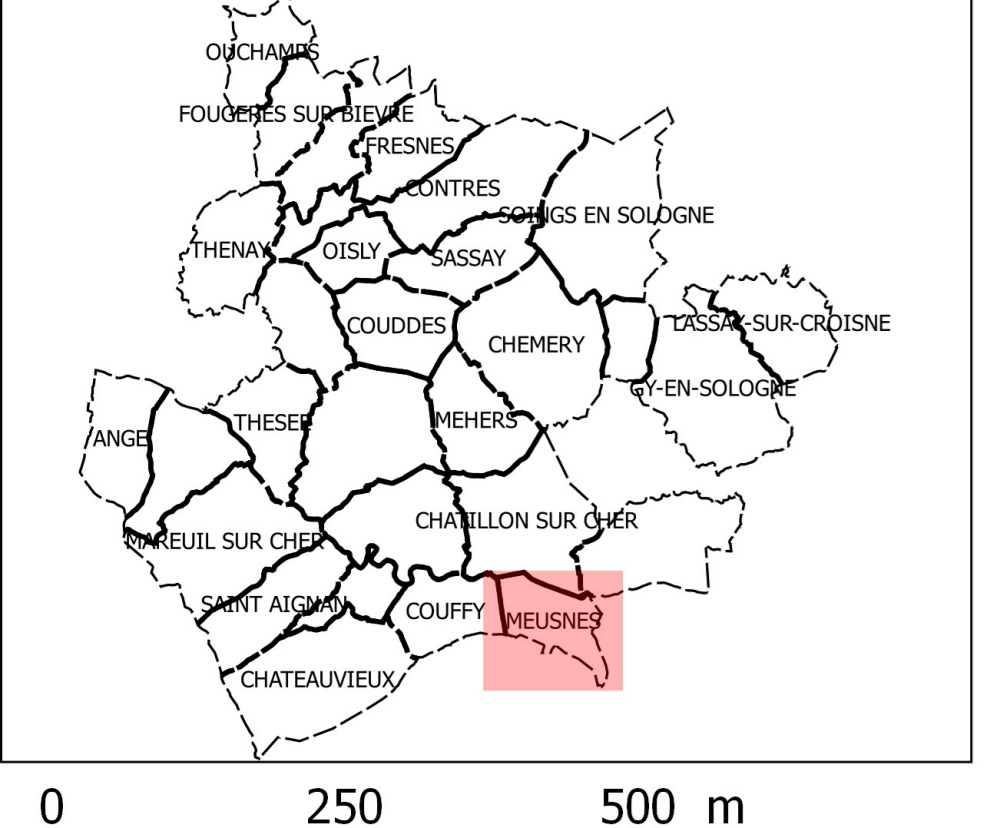 OUCHAMPS
FOUGERES SUR BIEVRE
FRESNES
CONTRES
SOINGS EN SOLOGNE
THENAY
OISLY
SASSAY
COUDDES
LASSAY-SUR-CROISNE
CHEMERY
GY-EN-SOLOGNE
THESEE
MEHERS
ANGE
CHATILLON SUR CHER
MAREUIL SUR CHER
SAINT AIGNAN
COUFFY
MEUSNES
CHATEAUVIEUX
0 250 500 m